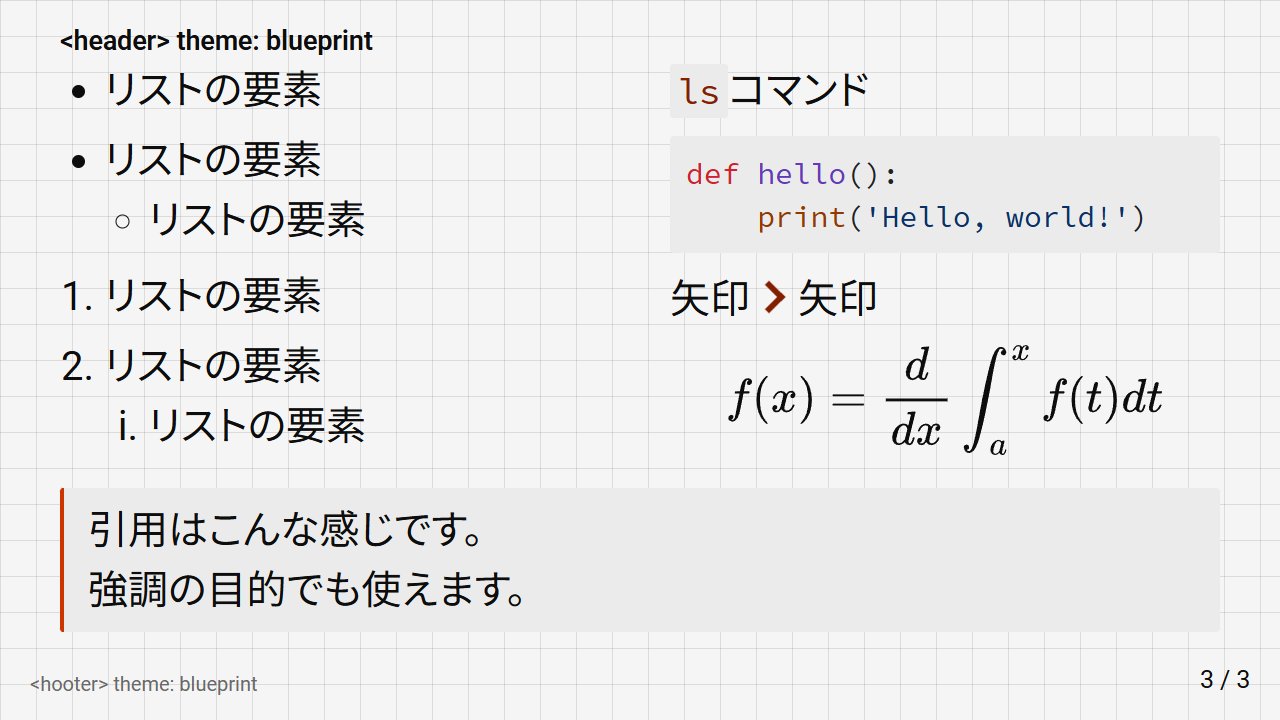 <header> theme: blueprint
• リストの要素
• リストの要素
○ リストの要素
1. リストの要素
2. リストの要素
i. リストの要素
lsコマンド
def hello():
    print('Hello, world!')
矢印 > 矢印
f(x) = \frac{d}{dx} \int_a^x f(t)dt
引用はこんな感じです。
強調の目的でも使えます。
<hooter> theme: blueprint
3 / 3